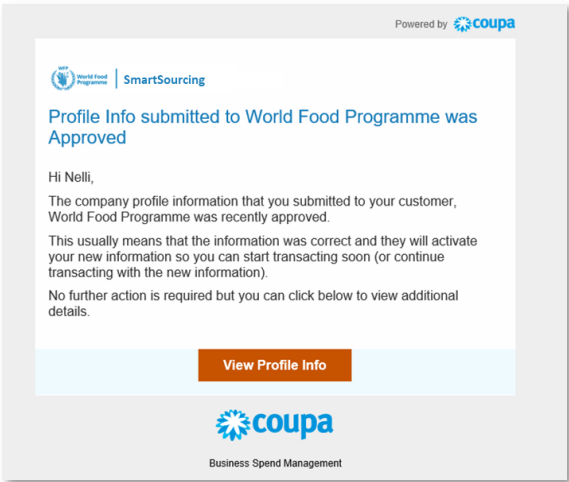 Powered by coupa
WFP
World Food
Programme
SmartSourcing
Profile Info submitted to World Food Programme was
Approved
Hi Nelli,
The company profile information that you submitted to your customer,
World Food Programme was recently approved.
This usually means that the information was correct and they will activate
your new information so you can start transacting soon (or continue
transacting with the new information).
No further action is required but you can click below to view additional
details.
View Profile Info
coupa
Business Spend Management